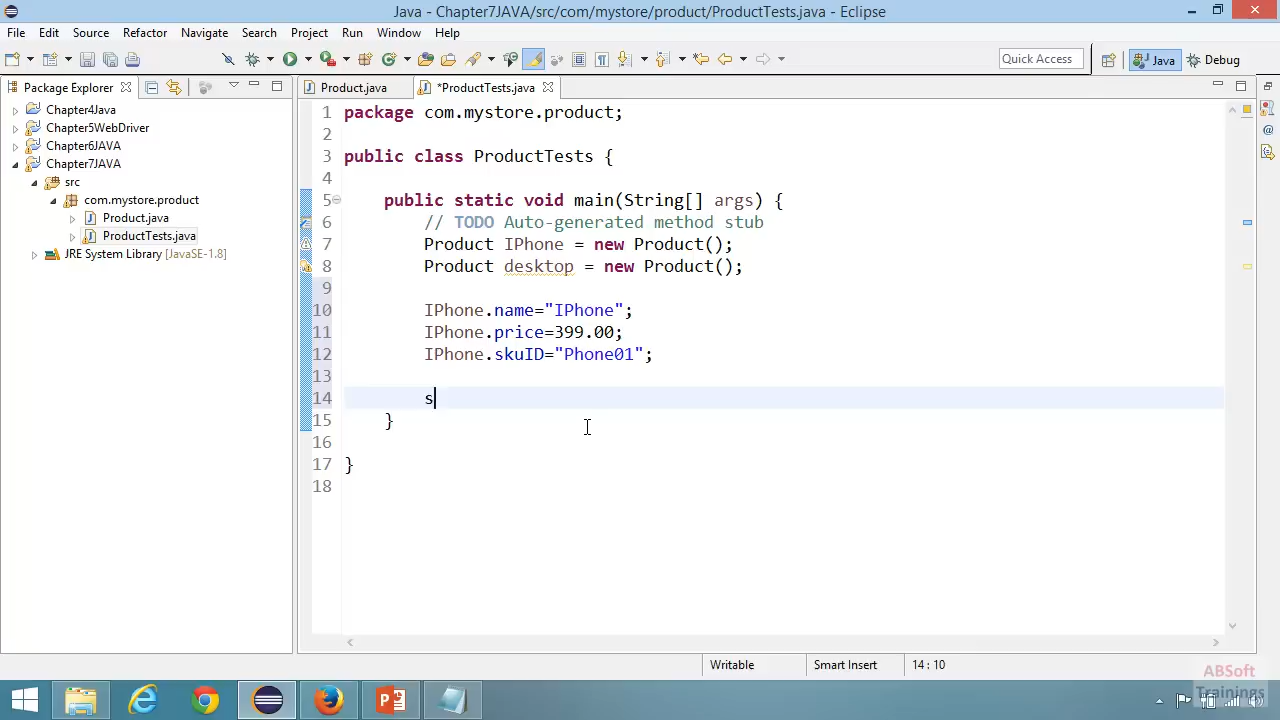 Java - Chapter7JAVA/src/com/mystore/product/ProductTests.java - Eclipse
File Edit Source Refactor Navigate Search Project Run Window Help
Quick Access Java Debug
Package Explorer Product.java *ProductTests.java
Chapter4Java
Chapter5WebDriver
Chapter6JAVA
Chapter7JAVA
src
com.mystore.product
Product.java
ProductTests.java
JRE System Library [JavaSE-1.8]
1 package com.mystore.product;
2
3 public class ProductTests {
4
5 public static void main(String[] args) {
6 // TODO Auto-generated method stub
7 Product IPhone = new Product();
8 Product desktop = new Product();
9
10 IPhone.name="IPhone";
11 IPhone.price=399.00;
12 IPhone.skuID="Phone01";
13
14 s
15 }
16
17 }
18
Writable Smart Insert 14 : 10
ABSoft
Trainings